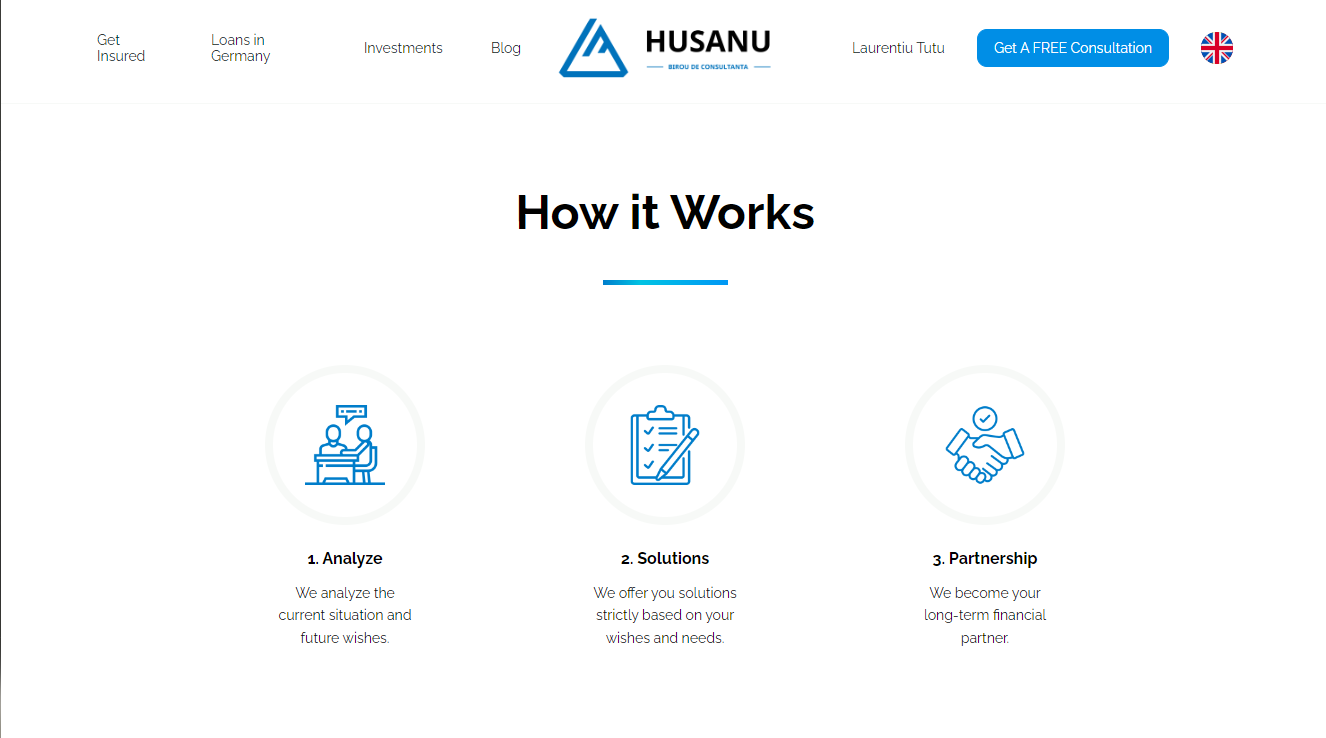 Get
Insured
Loans in
Germany
Investments
Blog
HUSANU
BIROU DE CONSULTANTA
Laurentiu Tutu
Get A FREE Consultation
How it Works
1. Analyze
We analyze the
current situation and
future wishes.
2. Solutions
We offer you solutions
strictly based on your
wishes and needs.
3. Partnership
We become your
long-term financial
partner.